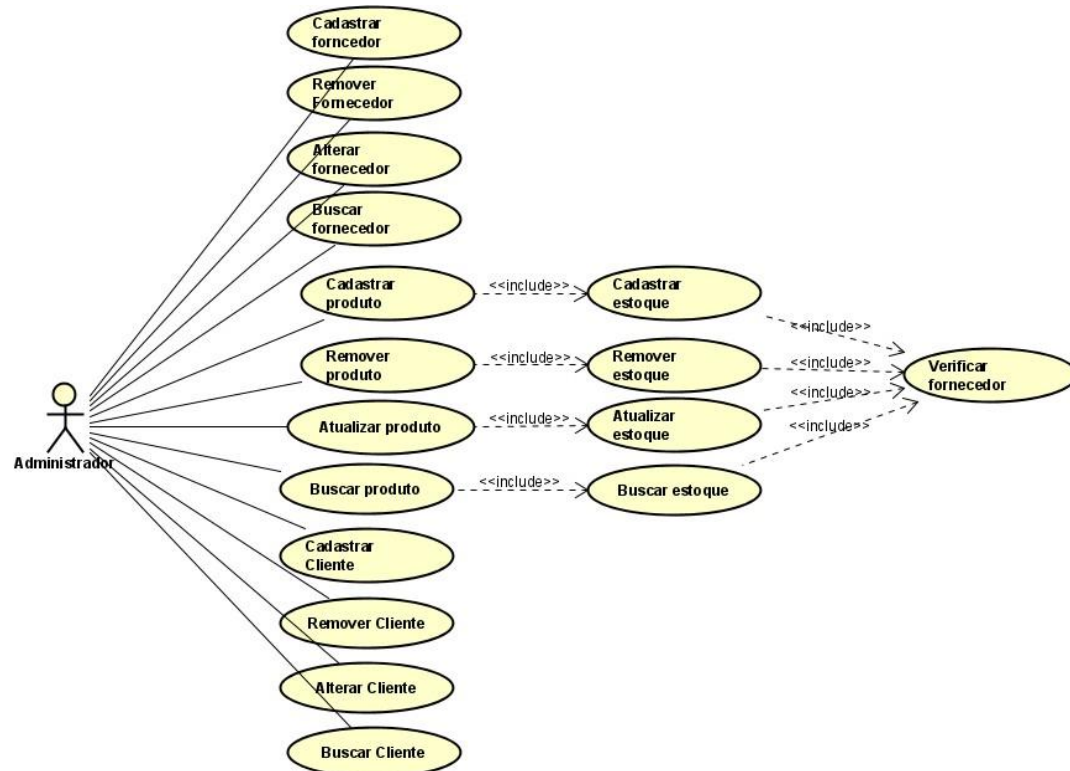 Cadastrar
forncedor
Remover
Fornecedor
Alterar
fornecedor
Buscar
fornecedor
Cadastrar
produto
<<include>>
Cadastrar
estoque
<<include>>
Remover
produto
<<include>>
Remover
estoque
<<include>>
Verificar
fornecedor
Atualizar produto
<<include>>
Atualizar
estoque
<<include>>
Administrador
Buscar produto
<<include>>
Buscar estoque
<<include>>
Cadastrar
Cliente
Remover Cliente
Alterar Cliente
Buscar Cliente